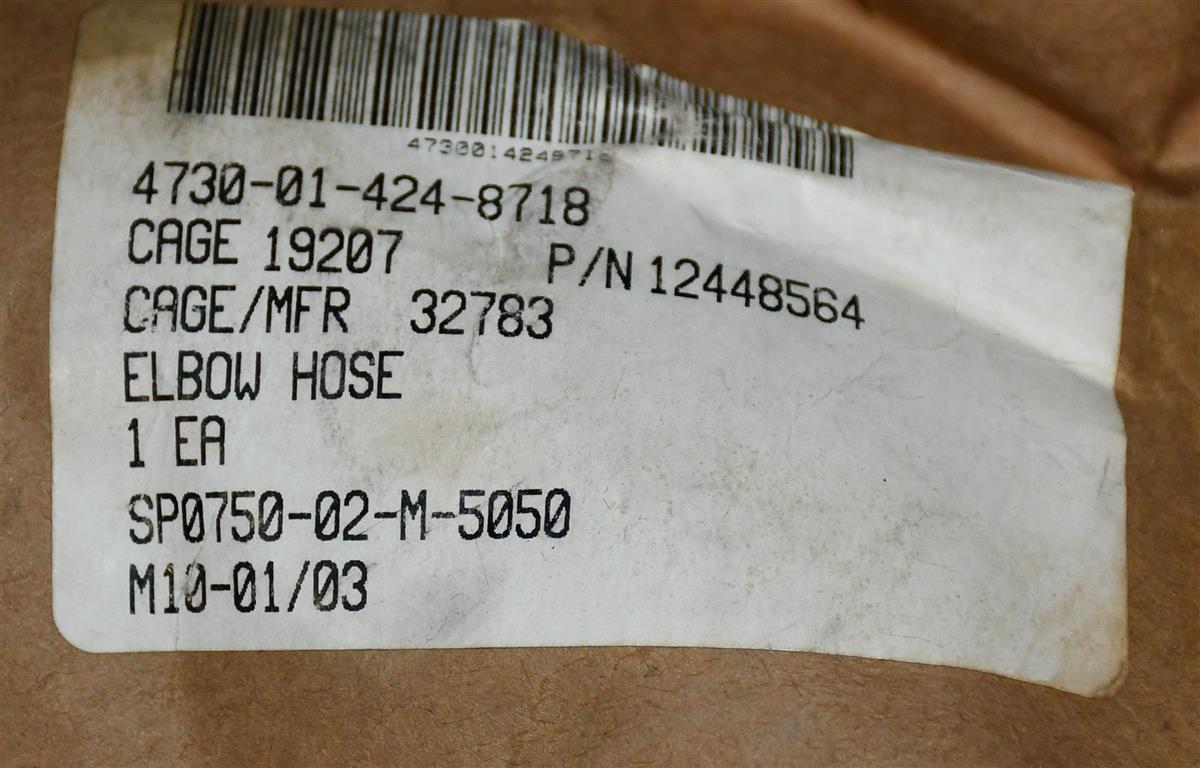 4730014248718
4730-01-424-8718
CAGE 19207 P/N 12448564
CAGE/MFR 32783
ELBOW HOSE
1 EA
SP0750-02-M-5050
M10-01/03